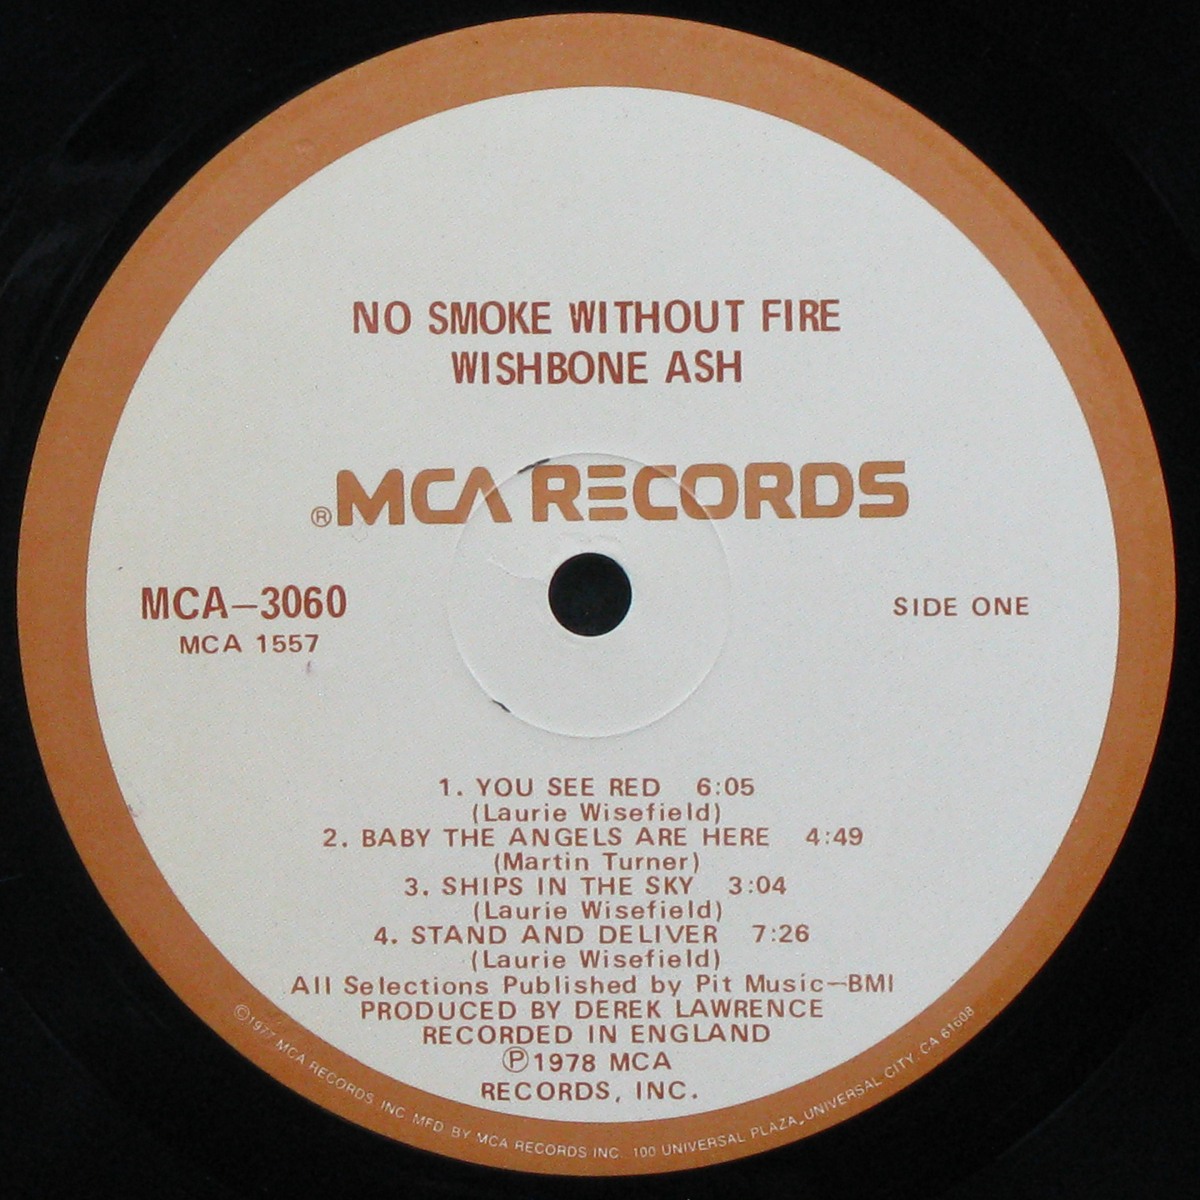 NO SMOKE WITHOUT FIRE
WISHBONE ASH
®MCA RECORDS
MCA—3060
MCA 1557
SIDE ONE
1. YOU SEE RED 6:05
(Laurie Wisefield)
2. BABY THE ANGELS ARE HERE 4:49
(Martin Turner)
3. SHIPS IN THE SKY 3:04
(Laurie Wisefield)
4. STAND AND DELIVER 7:26
(Laurie Wisefield)
All Selections Published by Pit Music—BMI
PRODUCED BY DEREK LAWRENCE
RECORDED IN ENGLAND
℗1978 MCA
RECORDS, INC.
©1977 MCA RECORDS, INC. MFD BY MCA RECORDS INC. 100 UNIVERSAL PLAZA, UNIVERSAL CITY, CA 61608